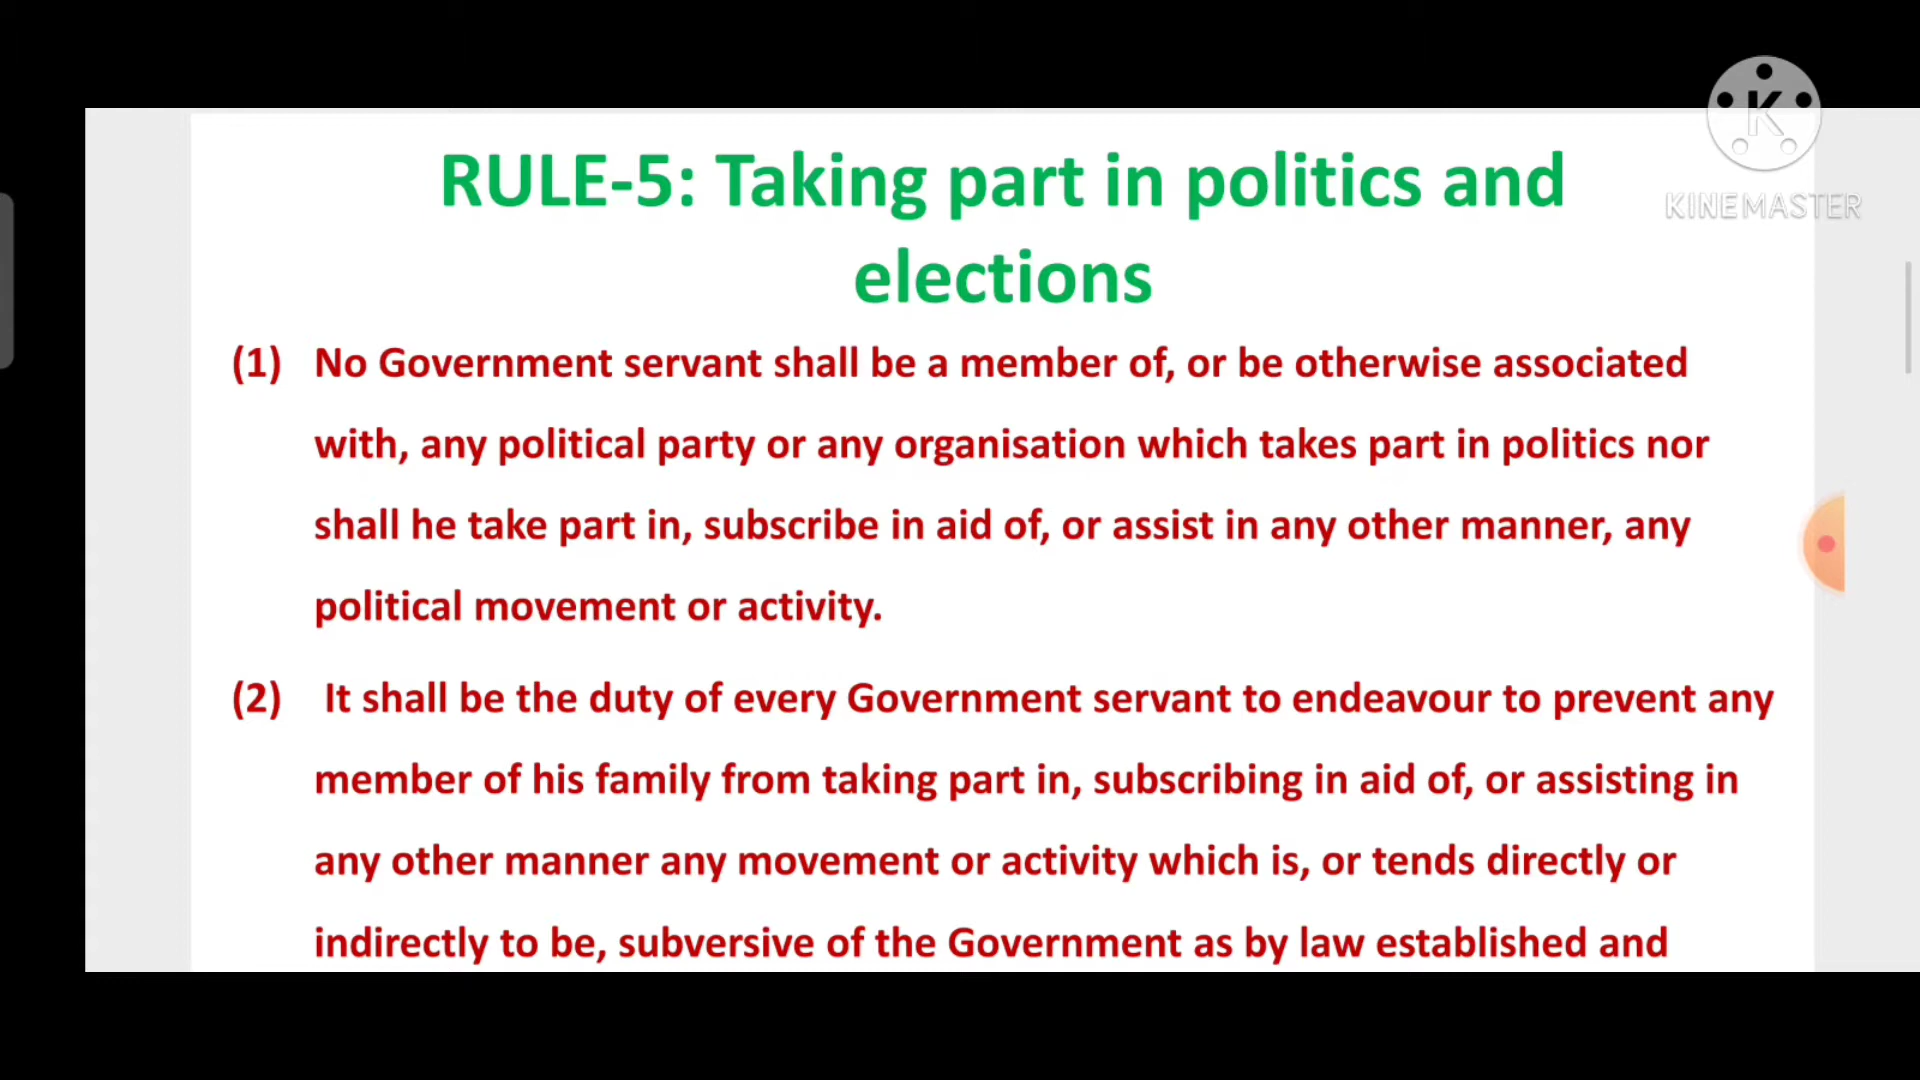 K
KINEMASTER
RULE-5: Taking part in politics and
elections
(1) No Government servant shall be a member of, or be otherwise associated
with, any political party or any organisation which takes part in politics nor
shall he take part in, subscribe in aid of, or assist in any other manner, any
political movement or activity.
(2) It shall be the duty of every Government servant to endeavour to prevent any
member of his family from taking part in, subscribing in aid of, or assisting in
any other manner any movement or activity which is, or tends directly or
indirectly to be, subversive of the Government as by law established and